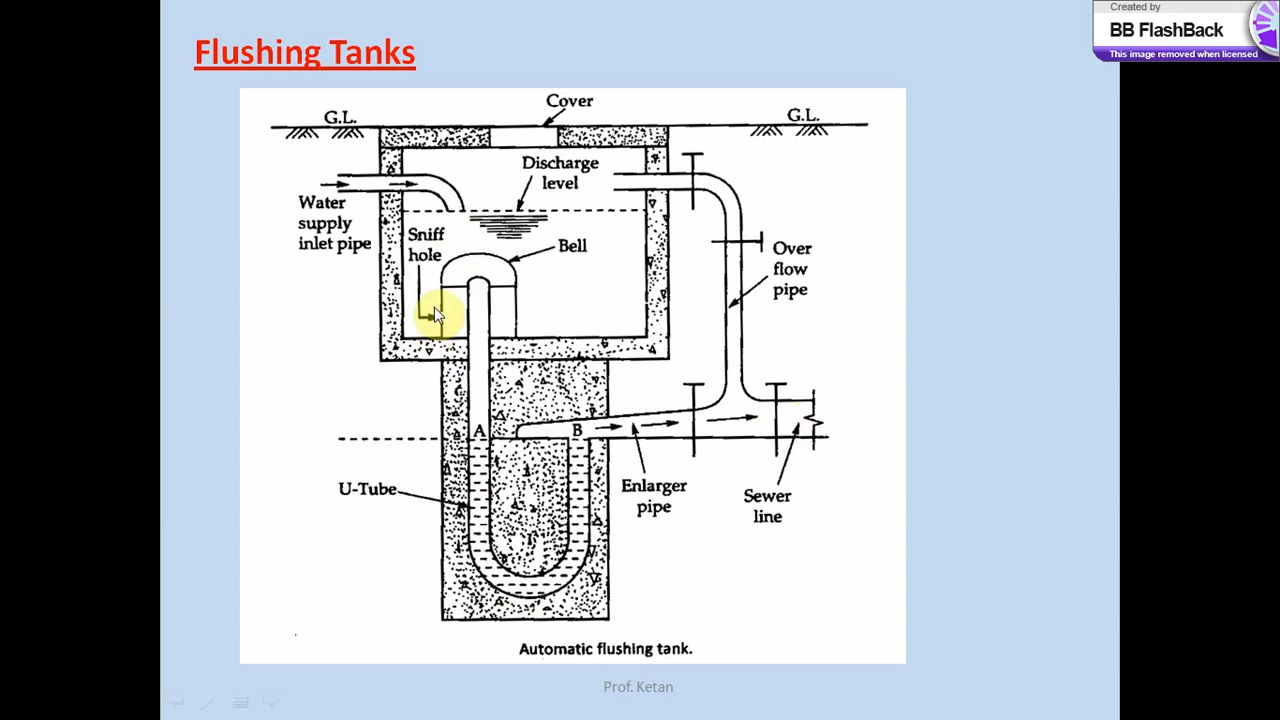 Created by
BB FlashBack
This image removed when licensed
Flushing Tanks
Cover
G.L.
G.L.
Discharge
level
Water
supply
inlet pipe
Sniff
hole
Bell
Over
flow
pipe
A
B
U-Tube
Enlarger
pipe
Sewer
line
Automatic flushing tank.
Prof. Ketan